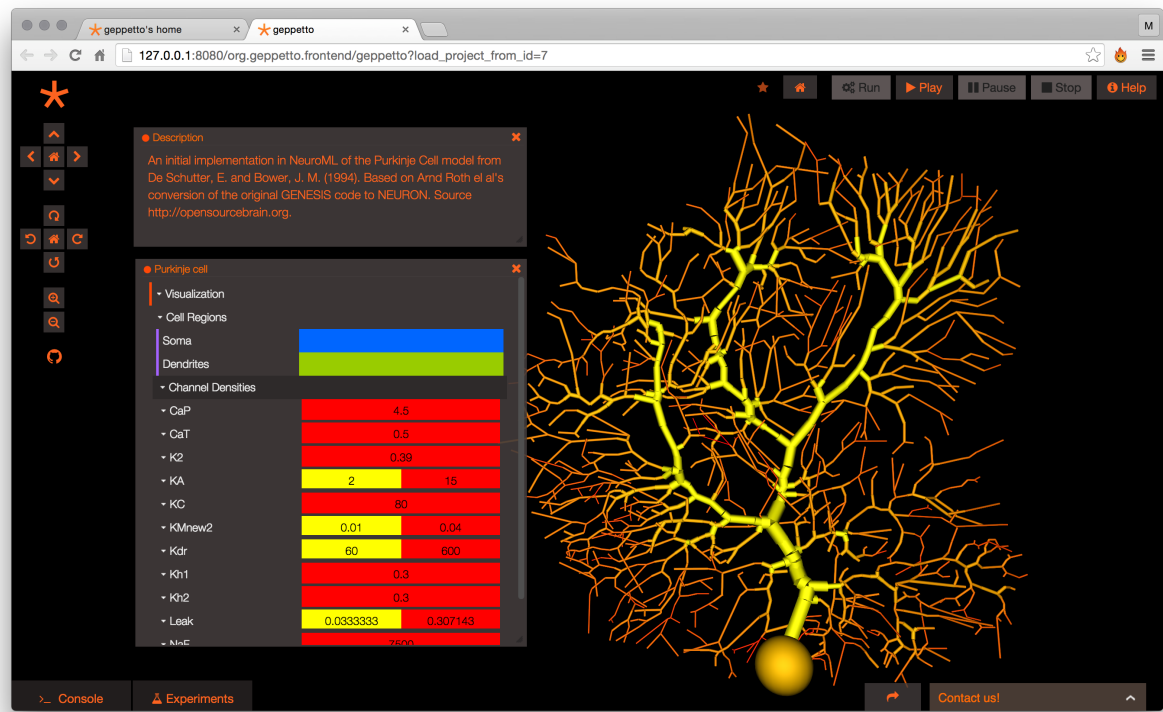 geppetto's home
geppetto
M
127.0.0.1:8080/org.geppetto.frontend/geppetto?load_project_from_id=7
Run
Play
Pause
Stop
Help
Description
An initial implementation in NeuroML of the Purkinje Cell model from
De Schutter, E. and Bower, J. M. (1994). Based on Arnd Roth el al's
conversion of the original GENESIS code to NEURON. Source
http://opensourcebrain.org.
Purkinje cell
Visualization
Cell Regions
Soma
Dendrites
Channel Densities
CaP 4.5
CaT 0.5
K2 0.39
KA 2 15
KC 80
KMnew2 0.01 0.04
Kdr 60 600
Kh1 0.3
Kh2 0.3
Leak 0.0333333 0.307143
NaF 7500
>_ Console
Experiments
Contact us!